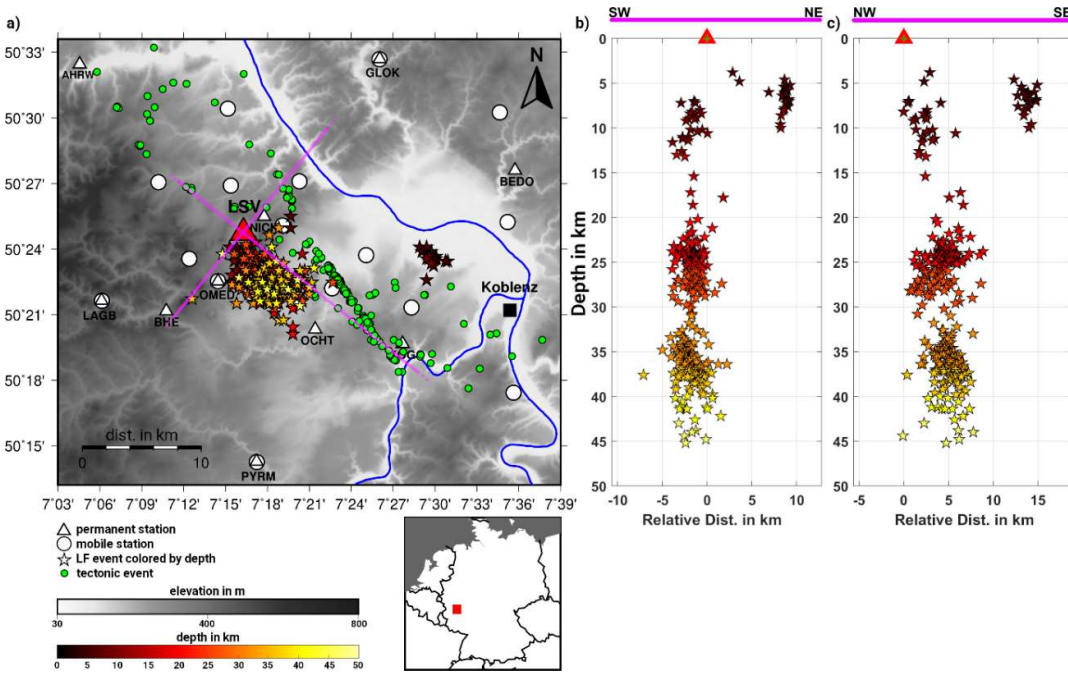 a)
b)
SW
NE
c)
NW
SE
50°33'
50°30'
50°27'
50°24'
50°21'
50°18'
50°15'
AHRW
GLOK
N
BEDO
LSV
NICK
OMED
LAGB
BHE
OCHT
Koblenz
PYRM
dist. in km
0
10
7°03'
7°06'
7°09'
7°12'
7°15'
7°18'
7°21'
7°24'
7°27'
7°30'
7°33'
7°36'
7°39'
Depth in km
0
5
10
15
20
25
30
35
40
45
50
-10
-5
0
5
10
Relative Dist. in km
0
5
10
15
20
25
30
35
40
45
50
-5
0
5
10
15
Relative Dist. in km
permanent station
mobile station
LF event colored by depth
tectonic event
elevation in m
30
400
800
depth in km
0
5
10
15
20
25
30
35
40
45
50